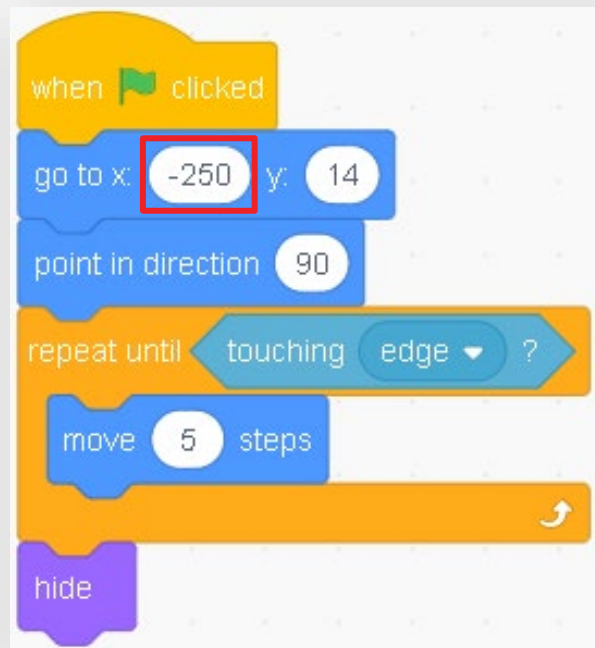 when clicked
go to x: -250 y: 14
point in direction 90
repeat until touching edge ?
move 5 steps
hide